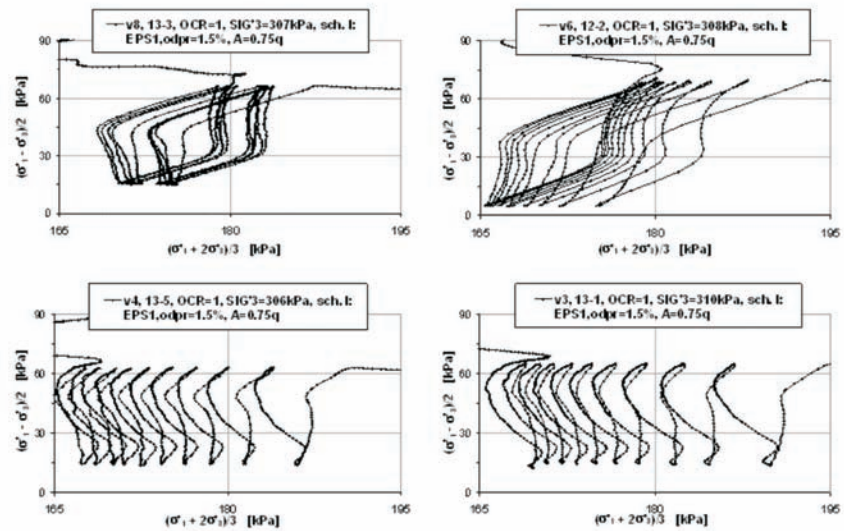 v8, 13-3, OCR=1, SIG'3=307kPa, sch. I:
EPS1,odpr=1.5%, A=0.75q
(σ'₁ - σ'₃)/2 [kPa]
90
60
30
0
165
180
195
(σ'₁ + 2σ'₃)/3 [kPa]
v6, 12-2, OCR=1, SIG'3=308kPa, sch. I:
EPS1,odpr=1.5%, A=0.75q
(σ'₁ - σ'₃)/2 [kPa]
90
60
30
0
165
180
195
(σ'₁ + 2σ'₃)/3 [kPa]
v4, 13-5, OCR=1, SIG'3=306kPa, sch. I:
EPS1,odpr=1.5%, A=0.75q
(σ'₁ - σ'₃)/2 [kPa]
90
60
30
0
165
180
195
(σ'₁ + 2σ'₃)/3 [kPa]
v3, 13-1, OCR=1, SIG'3=310kPa, sch. I:
EPS1,odpr=1.5%, A=0.75q
(σ'₁ - σ'₃)/2 [kPa]
90
60
30
0
165
180
195
(σ'₁ + 2σ'₃)/3 [kPa]